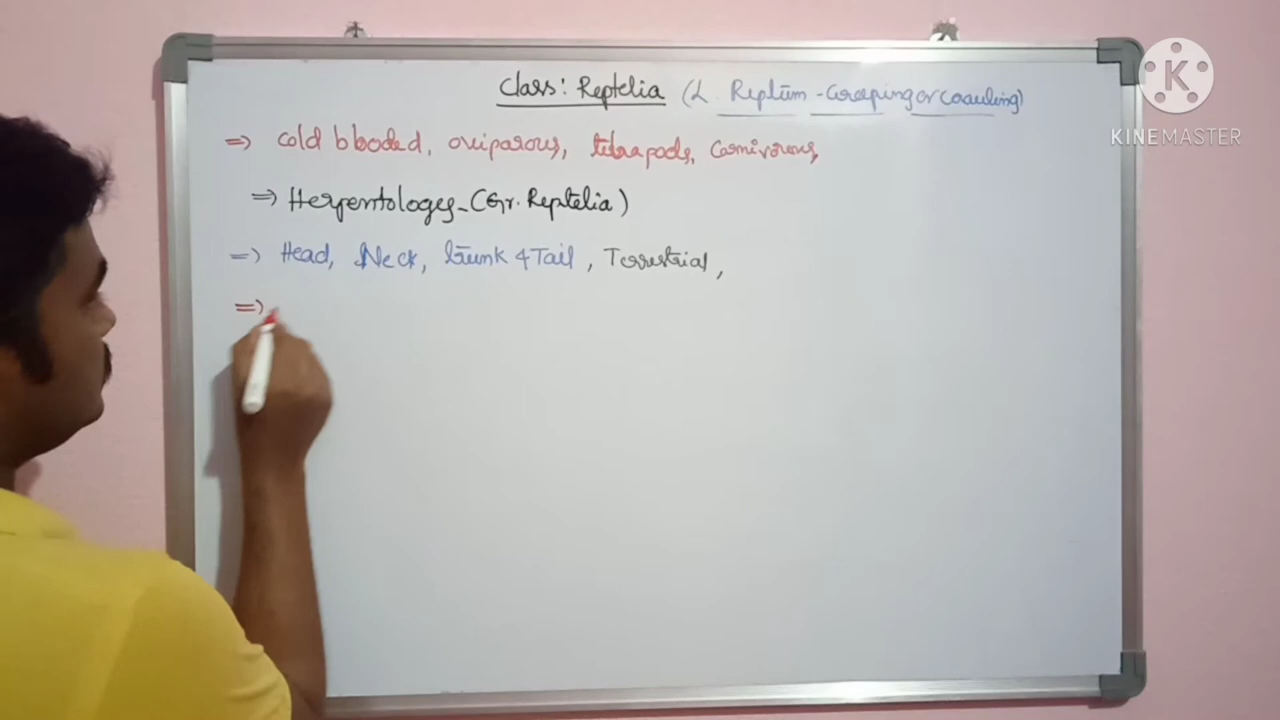 Class: Reptelia (L. Reptum - Creeping or Crawling)
K
KINEMASTER
⇒ Cold blooded, oviparous, tetrapods, Carnivorous,
⇒ Herpentology - (Gr. Reptelia)
⇒ Head, Neck, trunk & Tail, Terrestrial,
⇒